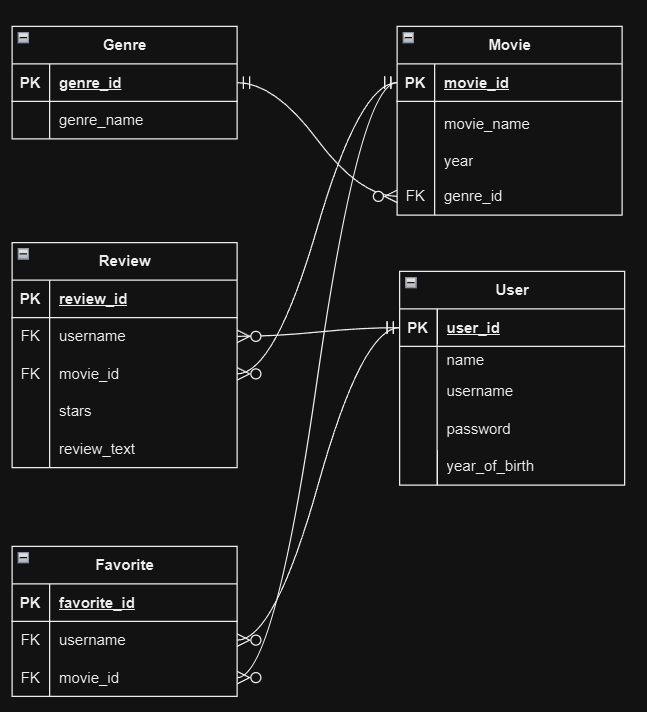 Genre
PK genre_id
genre_name
Movie
PK movie_id
movie_name
year
FK genre_id
Review
PK review_id
FK username
FK movie_id
stars
review_text
User
PK user_id
name
username
password
year_of_birth
Favorite
PK favorite_id
FK username
FK movie_id